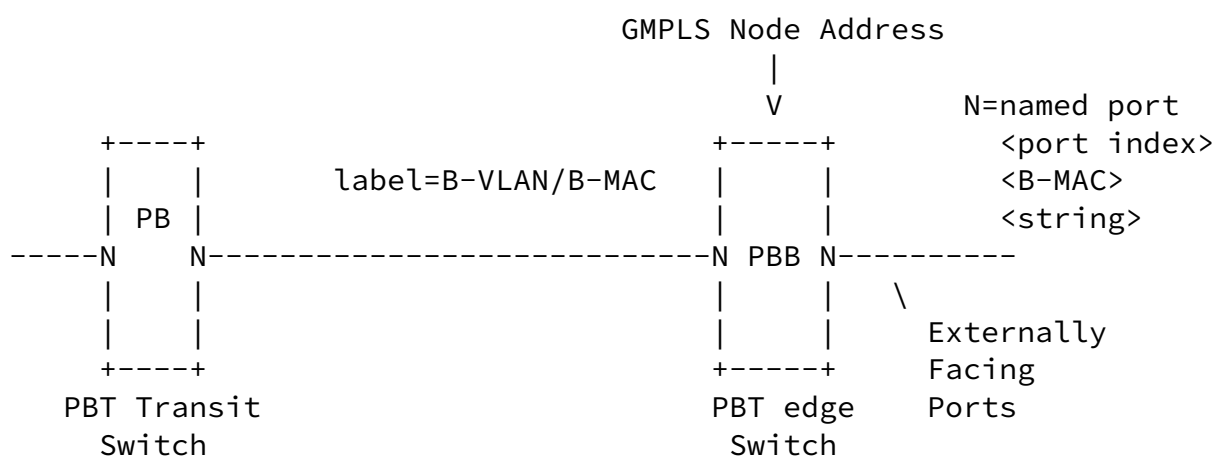 GMPLS Node Address
|
V N=named port
+----+ +-----+ <port index>
| | label=B-VLAN/B-MAC | | <B-MAC>
| PB | | | <string>
-----N N---------------------------N PBB N----------
| | | | \
| | | | Externally
+----+ +-----+ Facing
PBT Transit PBT edge Ports
Switch Switch